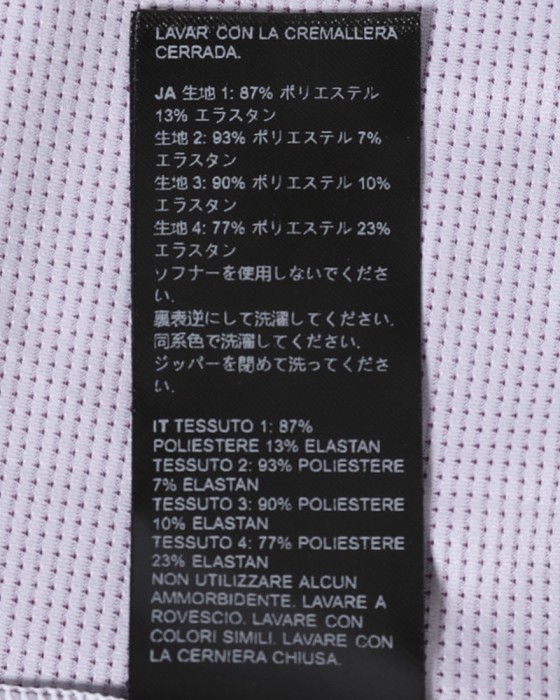 LAVAR CON LA CREMALLERA
CERRADA.
JA 生地 1: 87% ポリエステル
13% エラスタン
生地 2: 93% ポリエステル 7%
エラスタン
生地 3: 90% ポリエステル 10%
エラスタン
生地 4: 77% ポリエステル 23%
エラスタン
ソフナーを使用しないでくださ
い.
裏表逆にして洗濯してください.
同系色で洗濯してください.
ジッパーを閉めて洗ってくださ
い.
IT TESSUTO 1: 87%
POLIESTERE 13% ELASTAN
TESSUTO 2: 93% POLIESTERE
7% ELASTAN
TESSUTO 3: 90% POLIESTERE
10% ELASTAN
TESSUTO 4: 77% POLIESTERE
23% ELASTAN
NON UTILIZZARE ALCUN
AMMORBIDENTE. LAVARE A
ROVESCIO. LAVARE CON
COLORI SIMILI. LAVARE CON
LA CERNIERA CHIUSA.